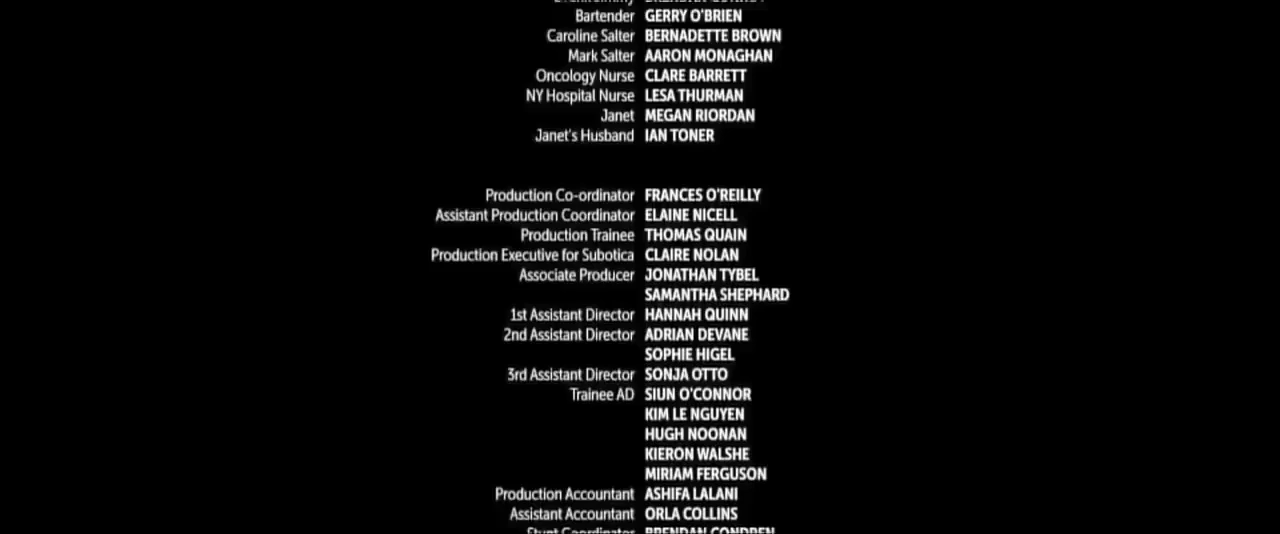 Bartender GERRY O'BRIEN
Caroline Salter BERNADETTE BROWN
Mark Salter AARON MONAGHAN
Oncology Nurse CLARE BARRETT
NY Hospital Nurse LESA THURMAN
Janet MEGAN RIORDAN
Janet's Husband IAN TONER
Production Co-ordinator FRANCES O'REILLY
Assistant Production Coordinator ELAINE NICELL
Production Trainee THOMAS QUAIN
Production Executive for Subotica CLAIRE NOLAN
Associate Producer JONATHAN TYBEL
SAMANTHA SHEPHARD
1st Assistant Director HANNAH QUINN
2nd Assistant Director ADRIAN DEVANE
SOPHIE HIGEL
3rd Assistant Director SONJA OTTO
Trainee AD SIUN O'CONNOR
KIM LE NGUYEN
HUGH NOONAN
KIERON WALSHE
MIRIAM FERGUSON
Production Accountant ASHIFA LALANI
Assistant Accountant ORLA COLLINS
Stunt Coordinator BRENDAN CONDREN